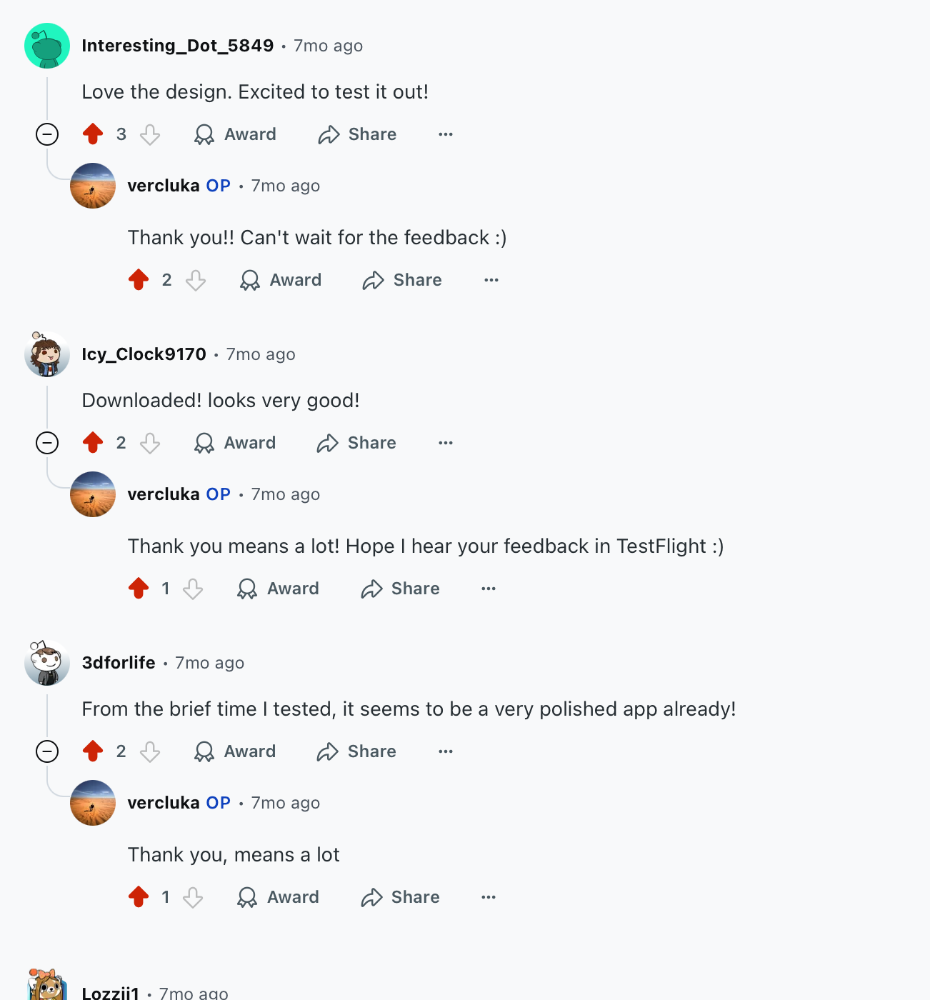 Interesting_Dot_5849 • 7mo ago
Love the design. Excited to test it out!
3 Award Share ...
vercluka OP • 7mo ago
Thank you!! Can't wait for the feedback :)
2 Award Share ...
Icy_Clock9170 • 7mo ago
Downloaded! looks very good!
2 Award Share ...
vercluka OP • 7mo ago
Thank you means a lot! Hope I hear your feedback in TestFlight :)
1 Award Share ...
3dforlife • 7mo ago
From the brief time I tested, it seems to be a very polished app already!
2 Award Share ...
vercluka OP • 7mo ago
Thank you, means a lot
1 Award Share ...
Lozzii1 • 7mo ago